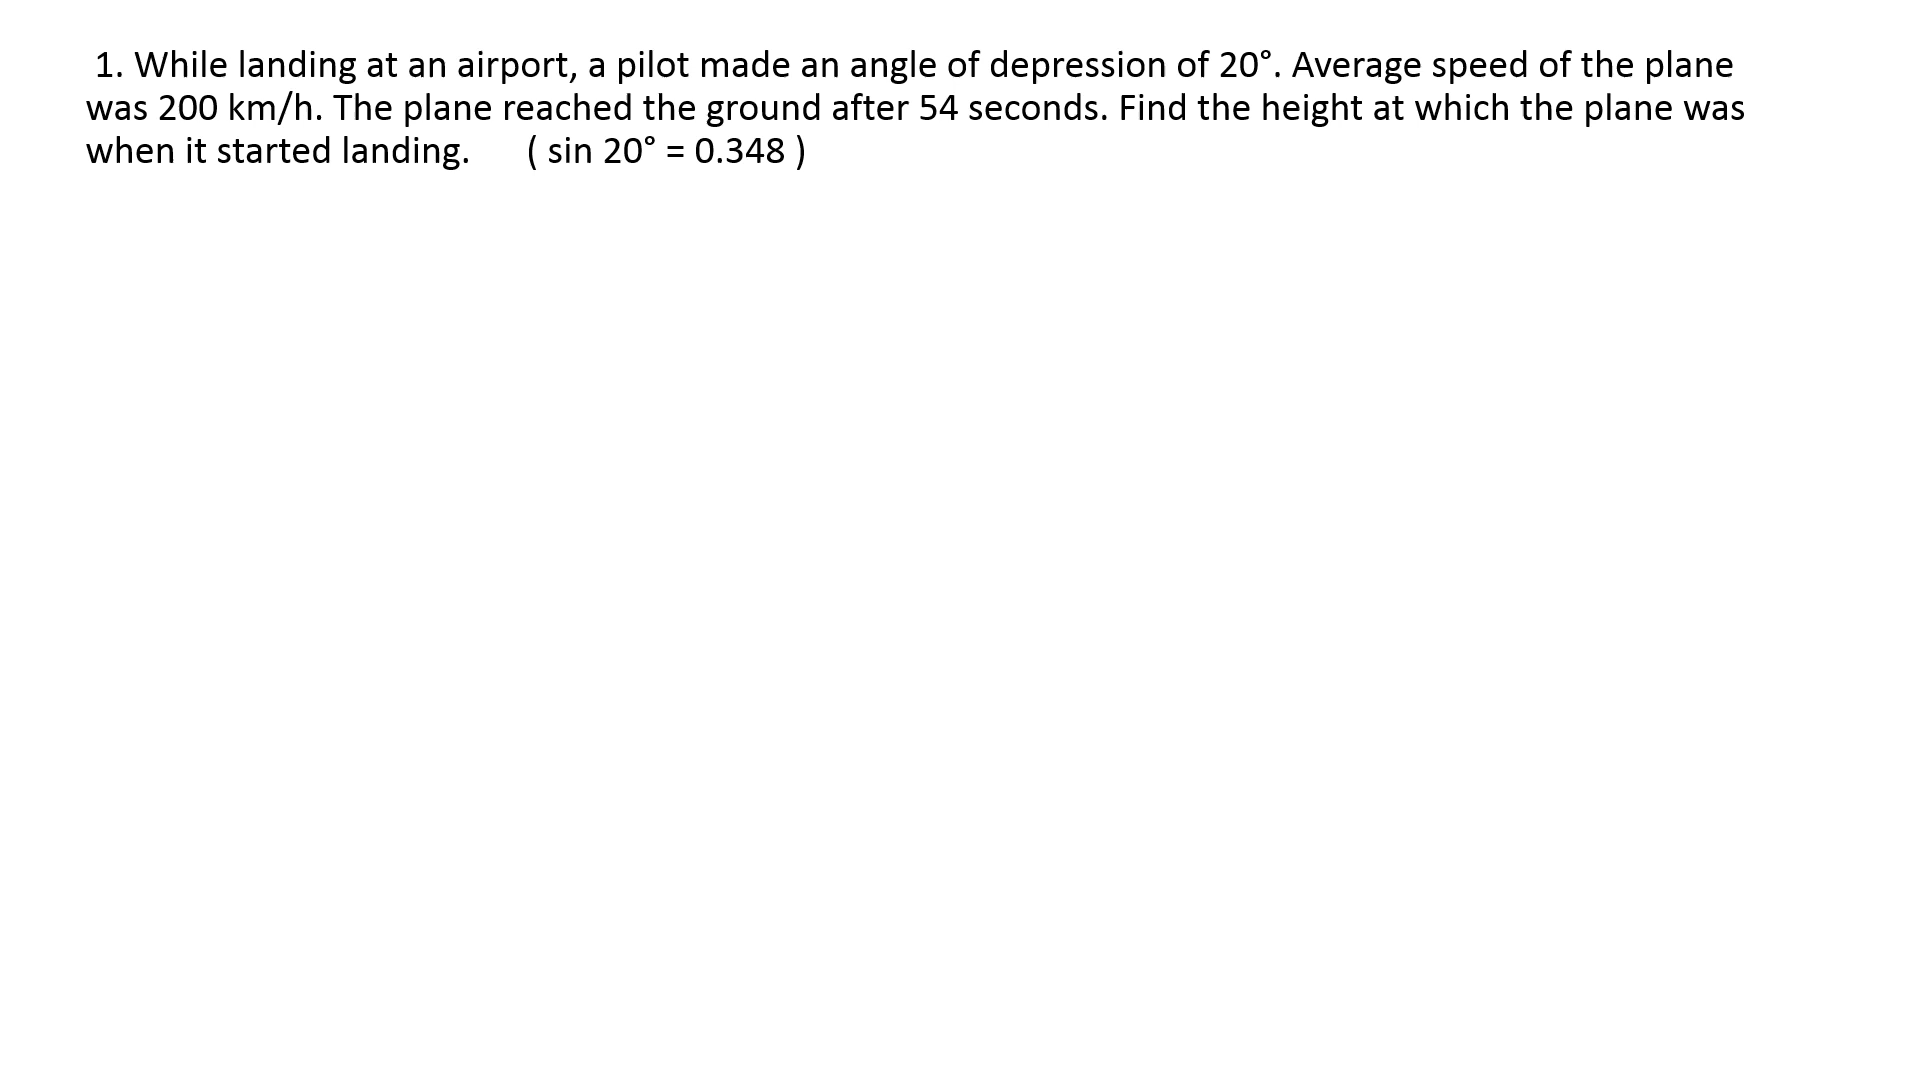 1. While landing at an airport, a pilot made an angle of depression of 20°. Average speed of the plane
was 200 km/h. The plane reached the ground after 54 seconds. Find the height at which the plane was
when it started landing. ( sin 20° = 0.348 )